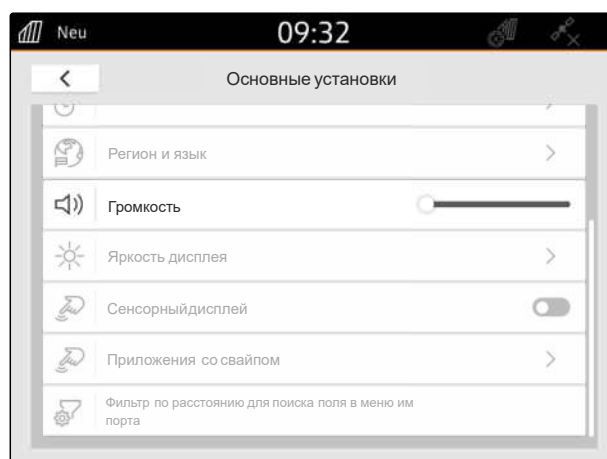 Neu
09:32
Основные установки
Регион и язык
Громкость
Яркость дисплея
Сенсорныйдисплей
Приложения со свайпом
Фильтр по расстоянию для поиска поля в меню им
порта